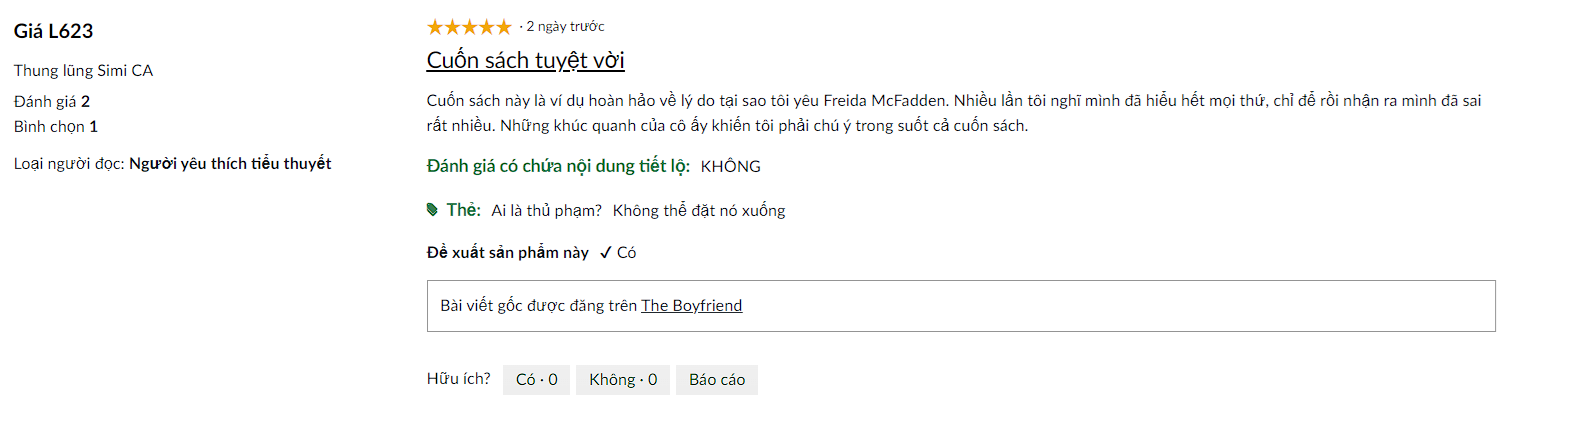 Giá L623
Thung lũng Simi CA
Đánh giá 2
Bình chọn 1
Loại người đọc: Người yêu thích tiểu thuyết
· 2 ngày trước
Cuốn sách tuyệt vời
Cuốn sách này là ví dụ hoàn hảo về lý do tại sao tôi yêu Freida McFadden. Nhiều lần tôi nghĩ mình đã hiểu hết mọi thứ, chỉ để rồi nhận ra mình đã sai
rất nhiều. Những khúc quanh của cô ấy khiến tôi phải chú ý trong suốt cả cuốn sách.
Đánh giá có chứa nội dung tiết lộ: KHÔNG
Thẻ: Ai là thủ phạm? Không thể đặt nó xuống
Đề xuất sản phẩm này ✔ Có
Bài viết gốc được đăng trên The Boyfriend
Hữu ích? Có · 0 Không · 0 Báo cáo